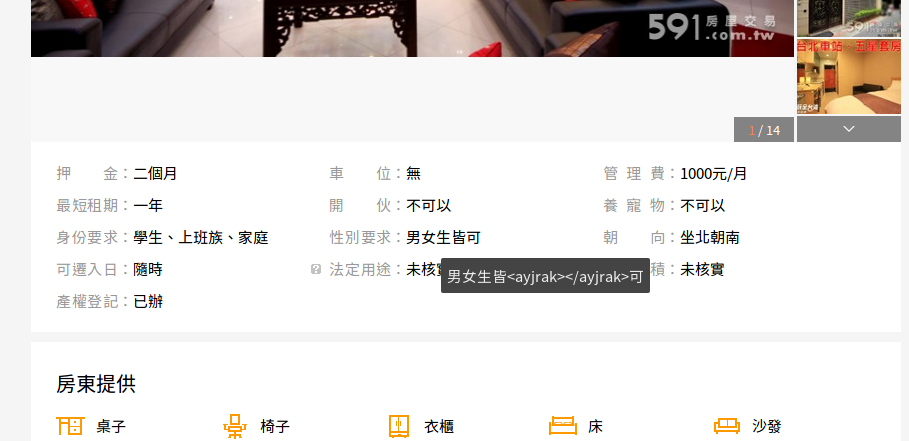 591 房屋交易
.com.tw
591
台北車站 五星套房
1 / 14
押金：二個月
車位：無
管理費：1000元/月
最短租期：一年
開伙：不可以
養寵物：不可以
身份要求：學生、上班族、家庭
性別要求：男女生皆可
朝向：坐北朝南
可遷入日：隨時
法定用途：未核實
積：未核實
男女生皆<ayjrak></ayjrak>可
產權登記：已辦
房東提供
桌子
椅子
衣櫃
床
沙發